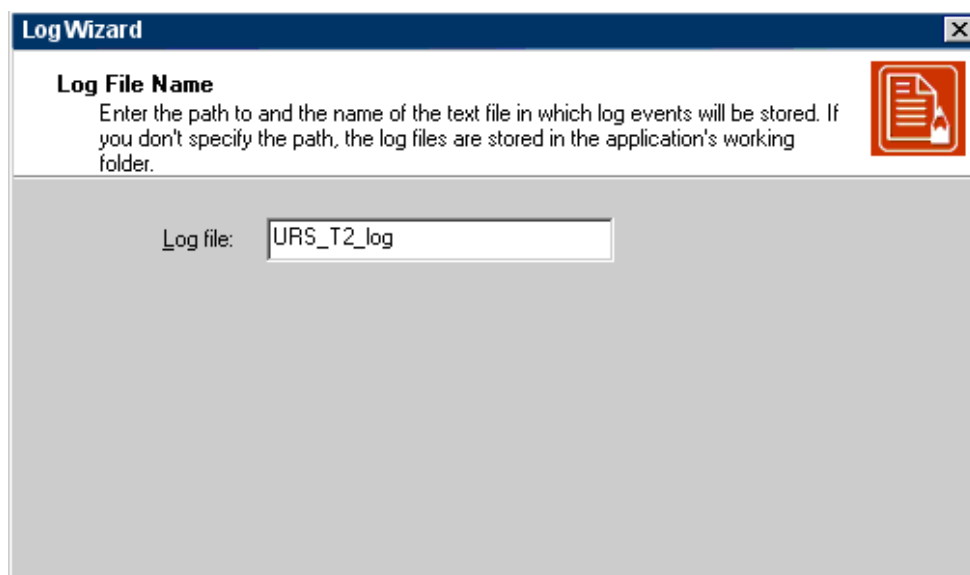 Log Wizard
Log File Name
Enter the path to and the name of the text file in which log events will be stored. If
you don't specify the path, the log files are stored in the application's working
folder.
Log file: URS_T2_log